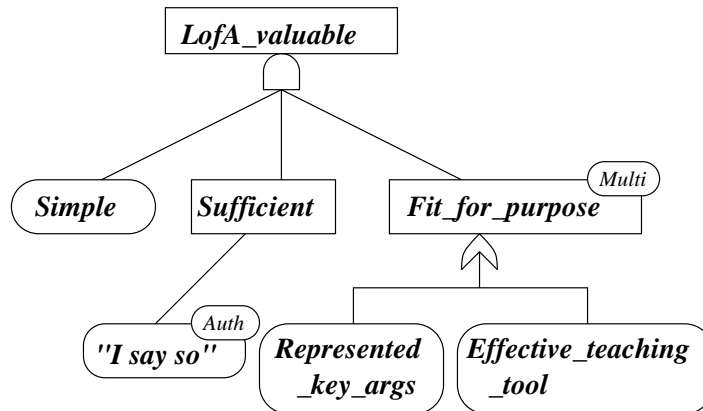 LofA_valuable
Multi
Simple
Sufficient
Fit_for_purpose
Auth
"I say so"
Represented
_key_args
Effective_teaching
_tool